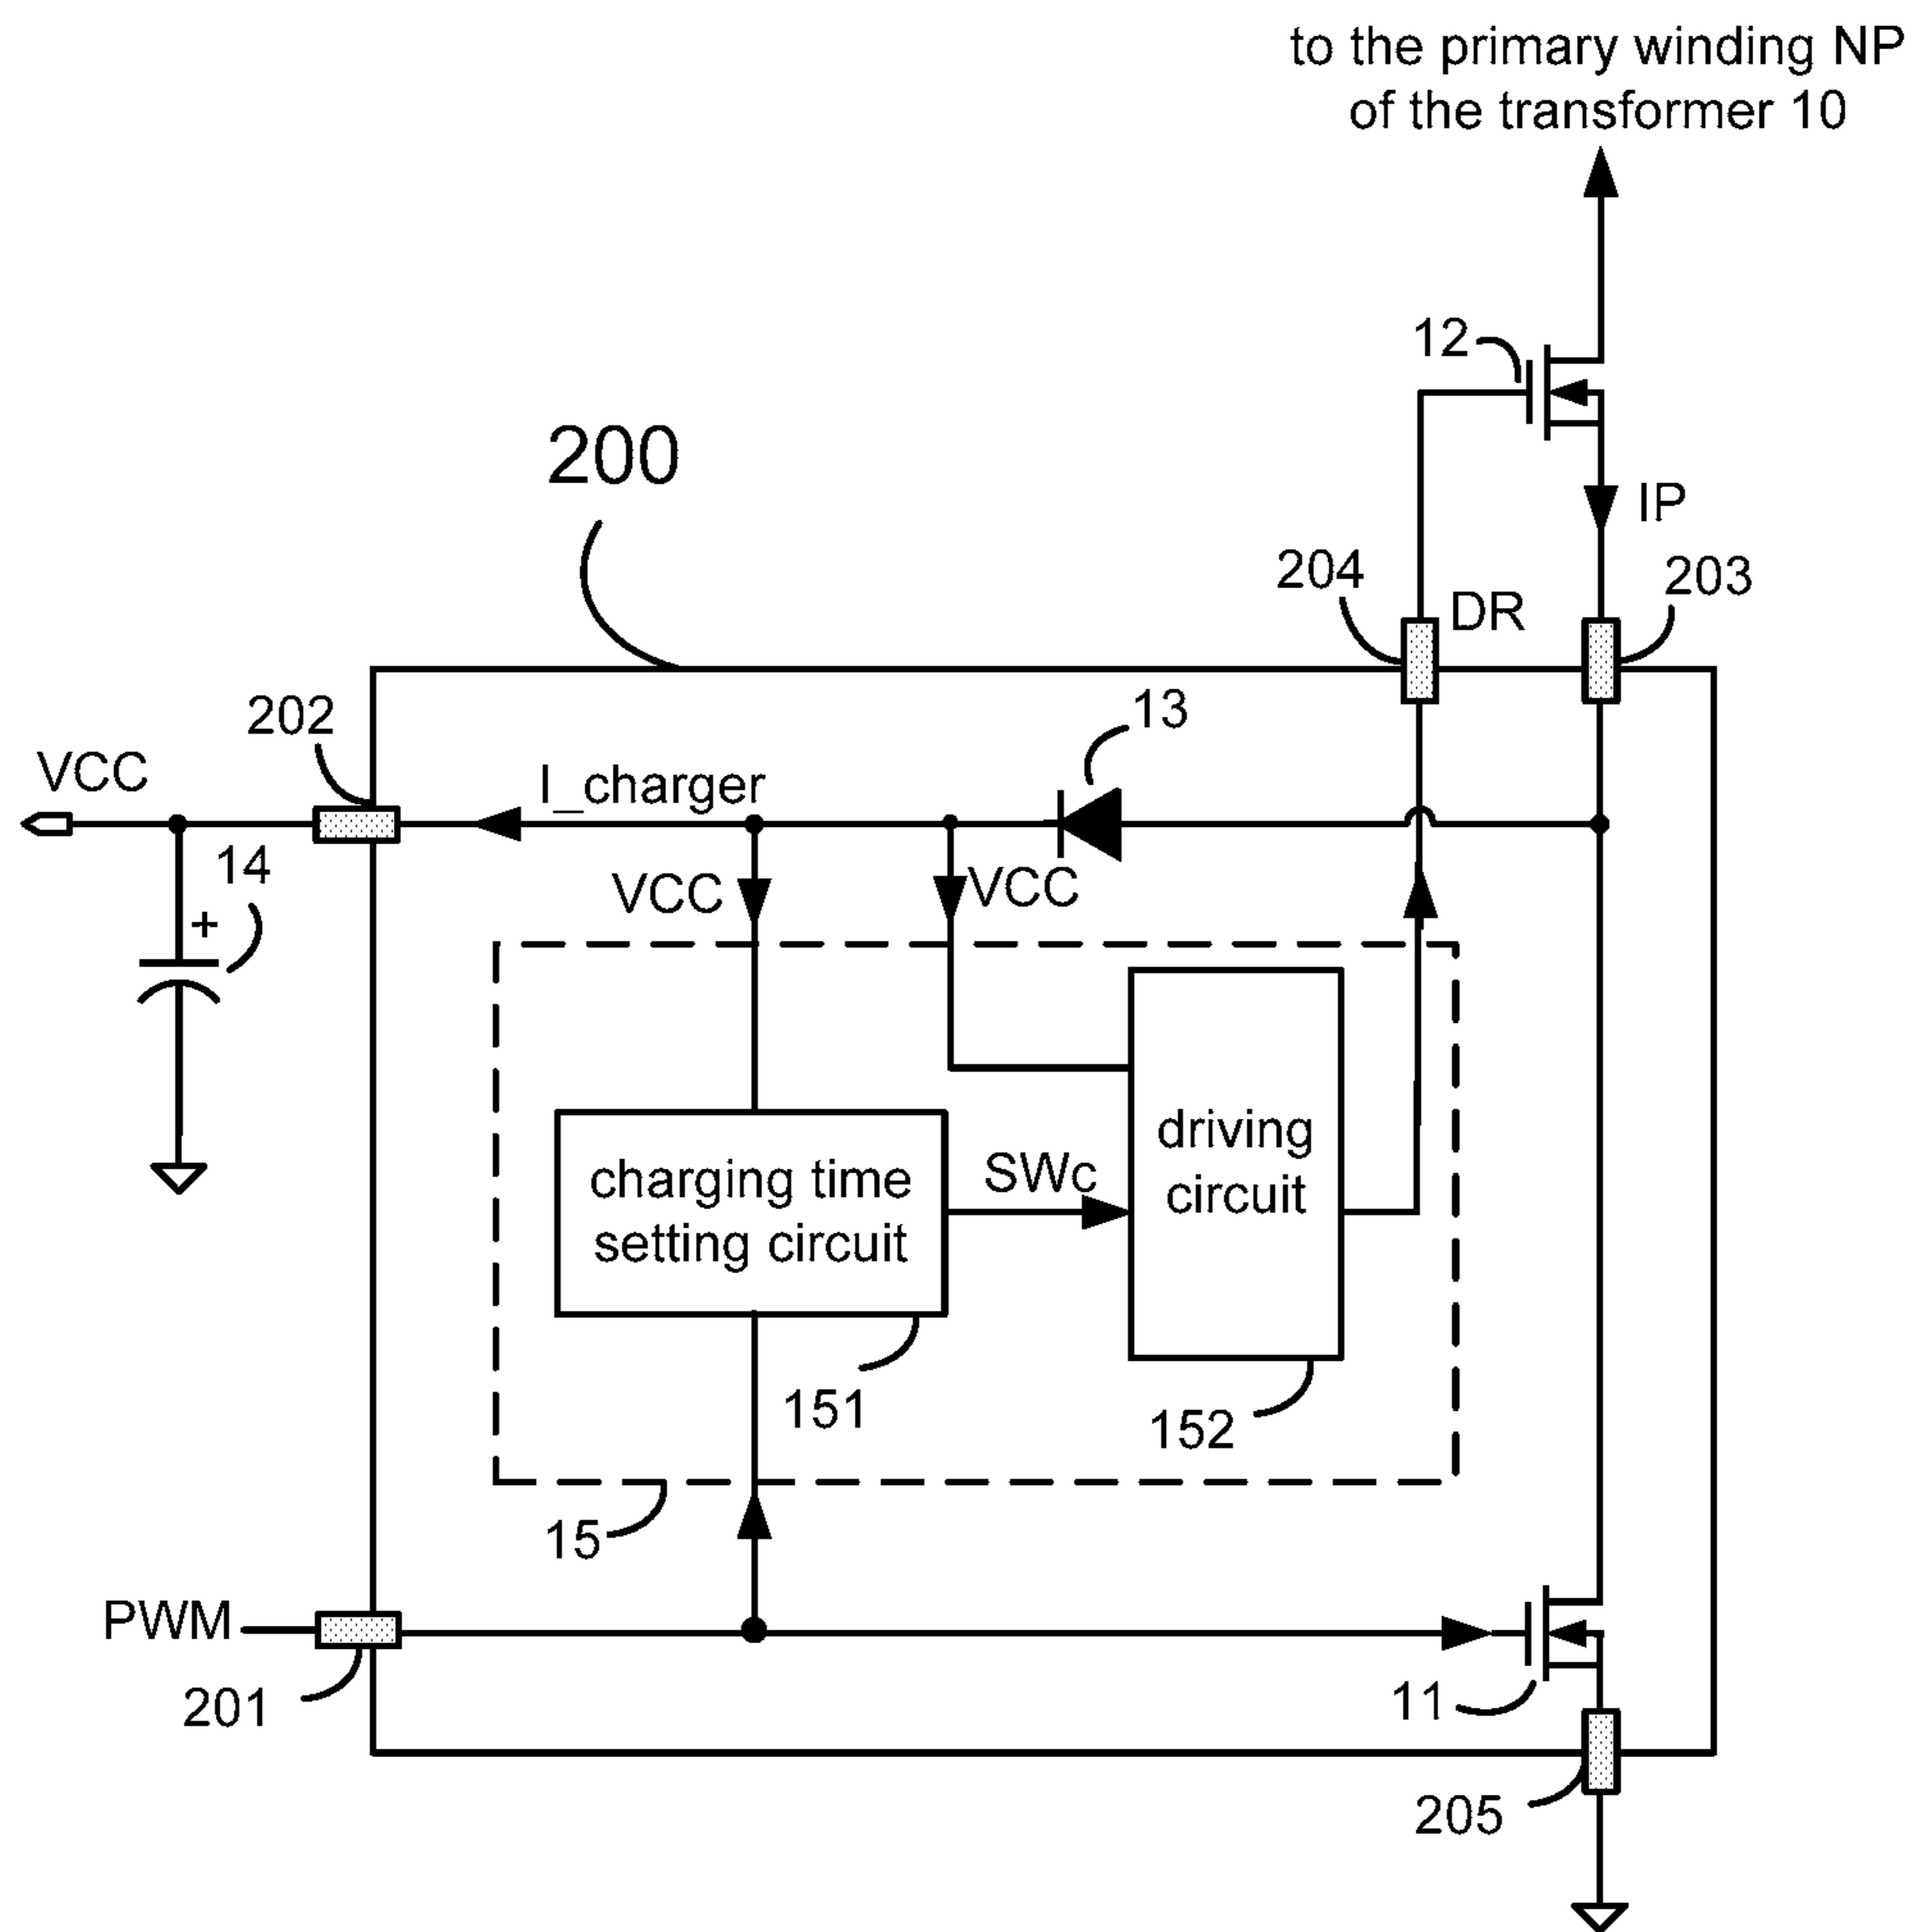 to the primary winding NP
of the transformer 10
12
IP
200
204
DR
203
202
13
VCC
I_charger
14
+
VCC
VCC
driving
circuit
charging time
setting circuit
SWc
151
152
15
PWM
201
11
205